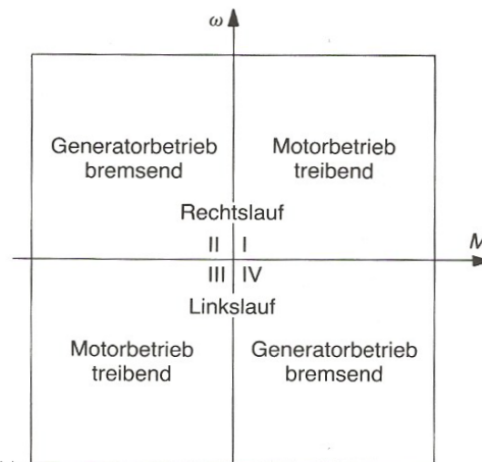 ω
Generatorbetrieb
bremsend
Motorbetrieb
treibend
Rechtslauf
II I
M
III IV
Linkslauf
Motorbetrieb
treibend
Generatorbetrieb
bremsend